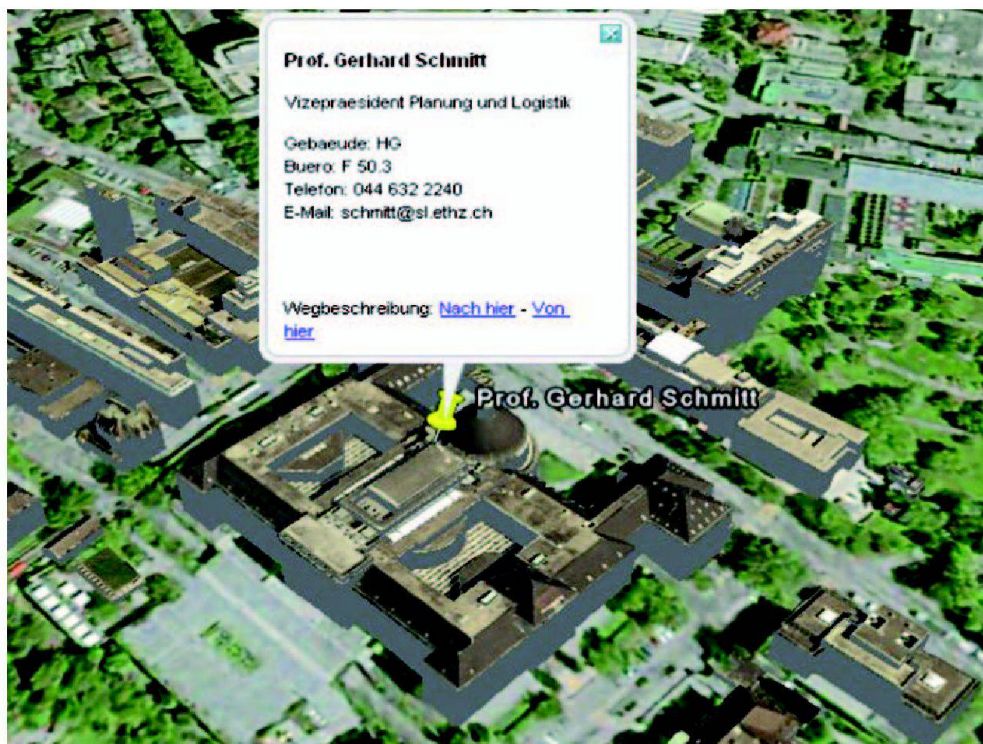 Prof. Gerhard Schmitt
Vizepraesident Planung und Logistik
Gebaeude: HG
Buero: F 50.3
Telefon: 044 632 2240
E-Mail: schmitt@sl.ethz.ch
Wegbeschreibung: Nach hier - Von
hier
Prof. Gerhard Schmitt